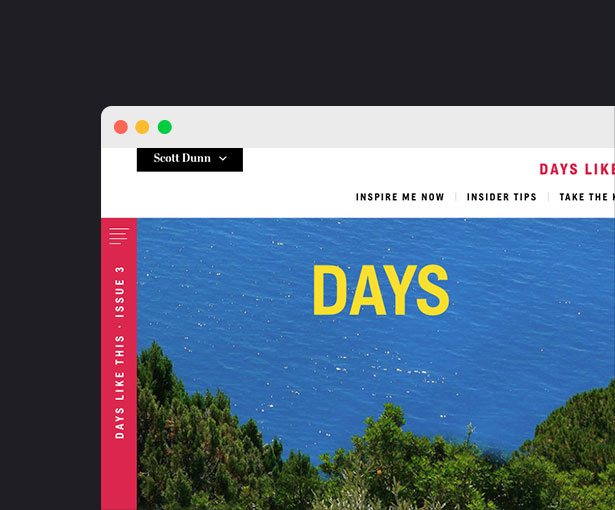 Scott Dunn
DAYS LIKE
INSPIRE ME NOW
INSIDER TIPS
TAKE THE
DAYS LIKE THIS · ISSUE 3
DAYS